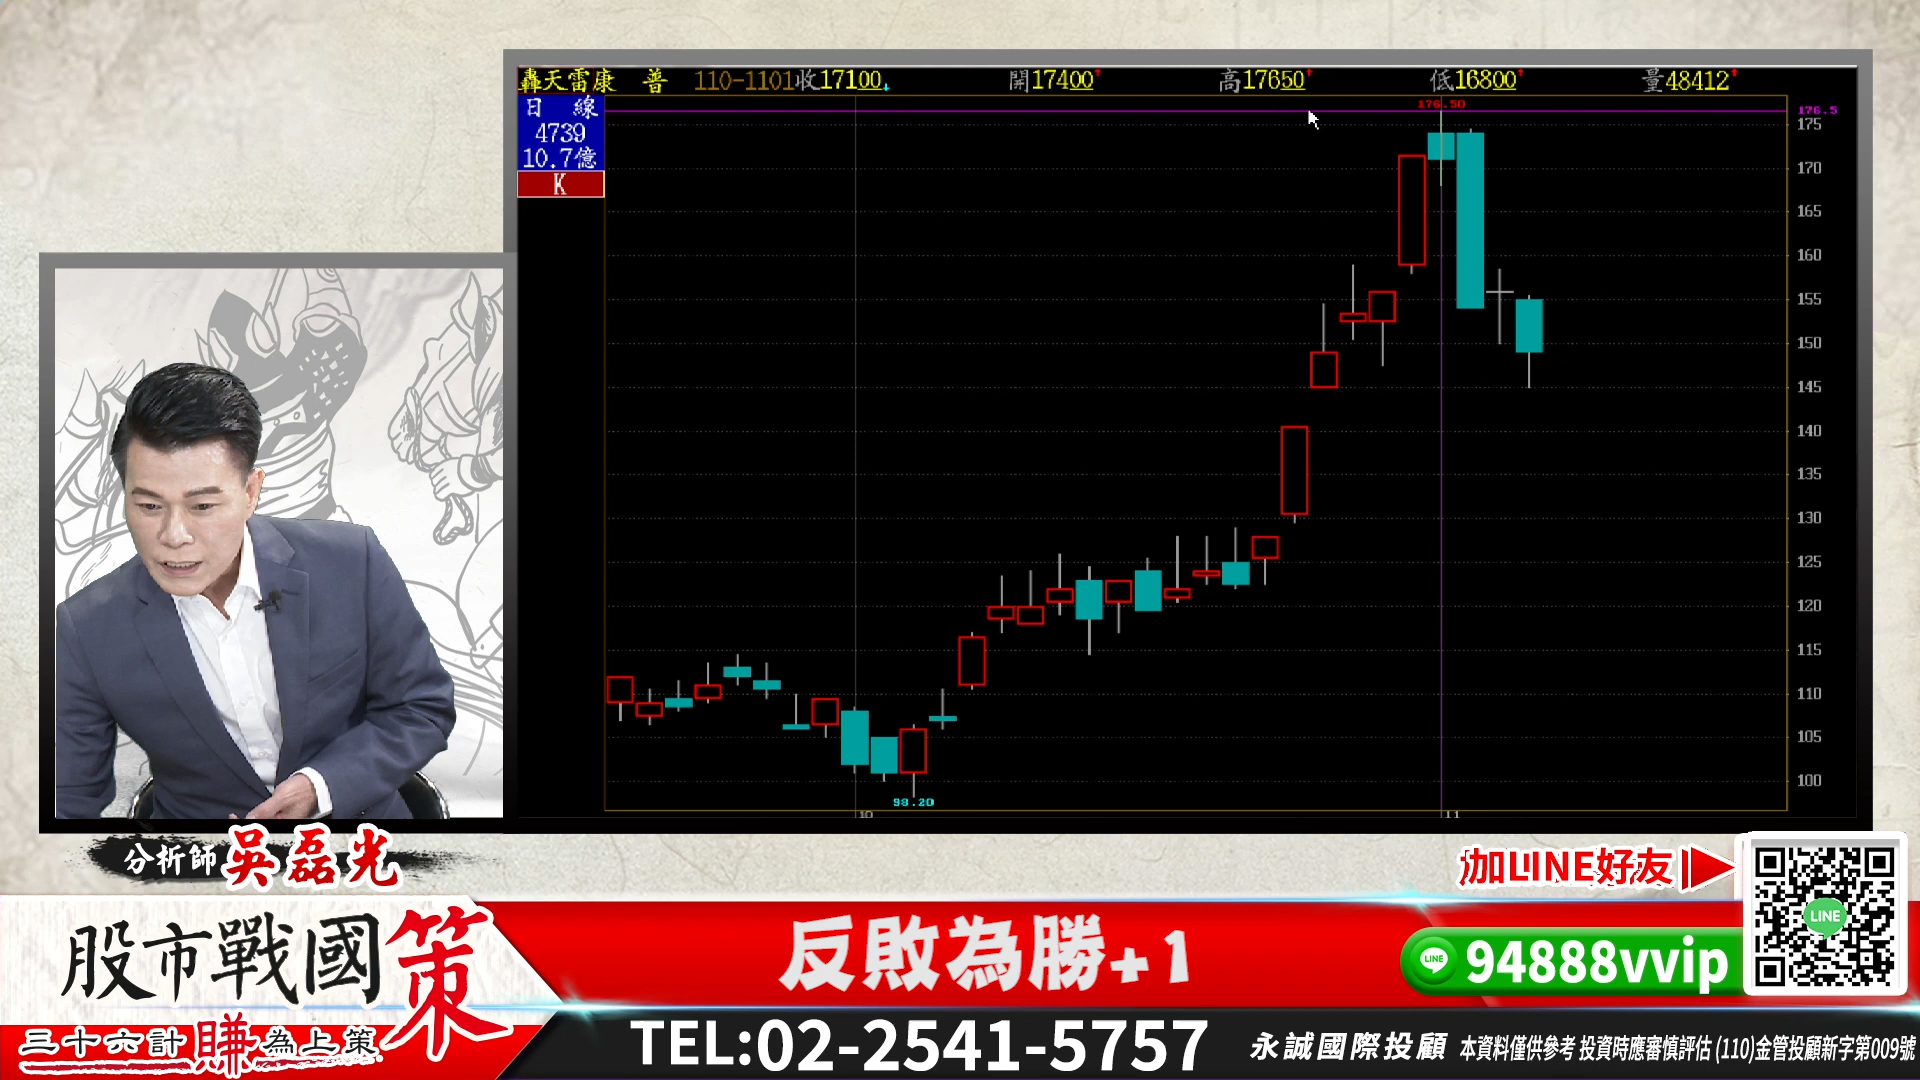 轟天雷康 普 110-1101收17100↓ 開17400↑ 高17650↑ 低16800↑ 量48412↑
日 線
4739
10.7億
K
176.50
176.5
175
170
165
160
155
150
145
140
135
130
125
120
115
110
105
100
98.20
10
11
分析師吳磊光
加LINE好友
LINE
股市戰國策
三十六計賺為上策
反敗為勝+1
LINE
94888vvip
TEL:02-2541-5757
永誠國際投顧
本資料僅供參考 投資時應審慎評估 (110)金管投顧新字第009號